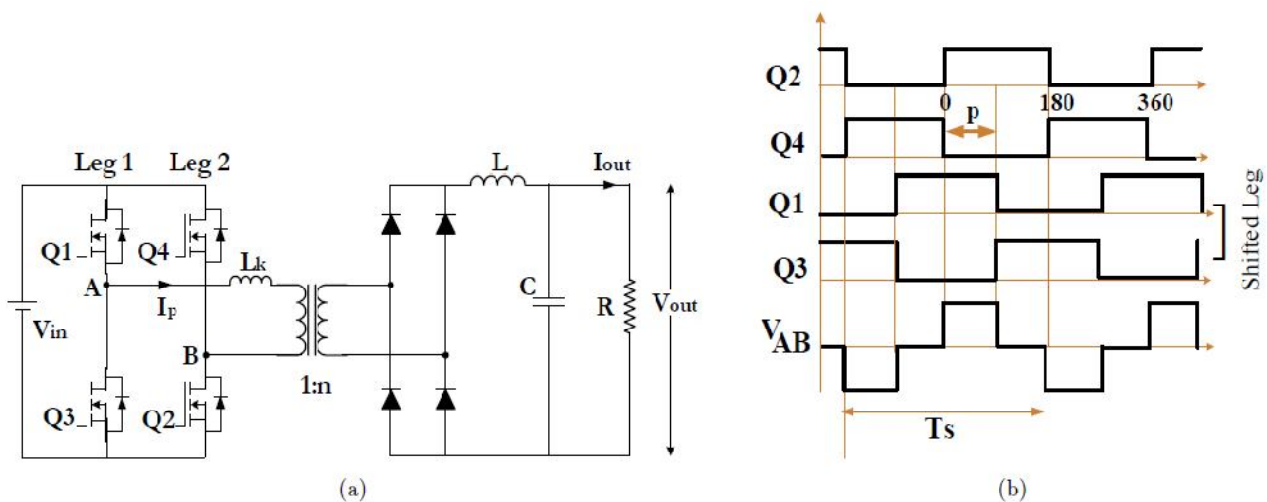 Leg 1 Leg 2
Q1 Q4
Lk
A
Ip
Vin
B
Q3 Q2
1:n
L
Iout
C
R
Vout
(a)
Q2
0 180 360
p
Q4
Q1
Q3
Shifted Leg
VAB
Ts
(b)